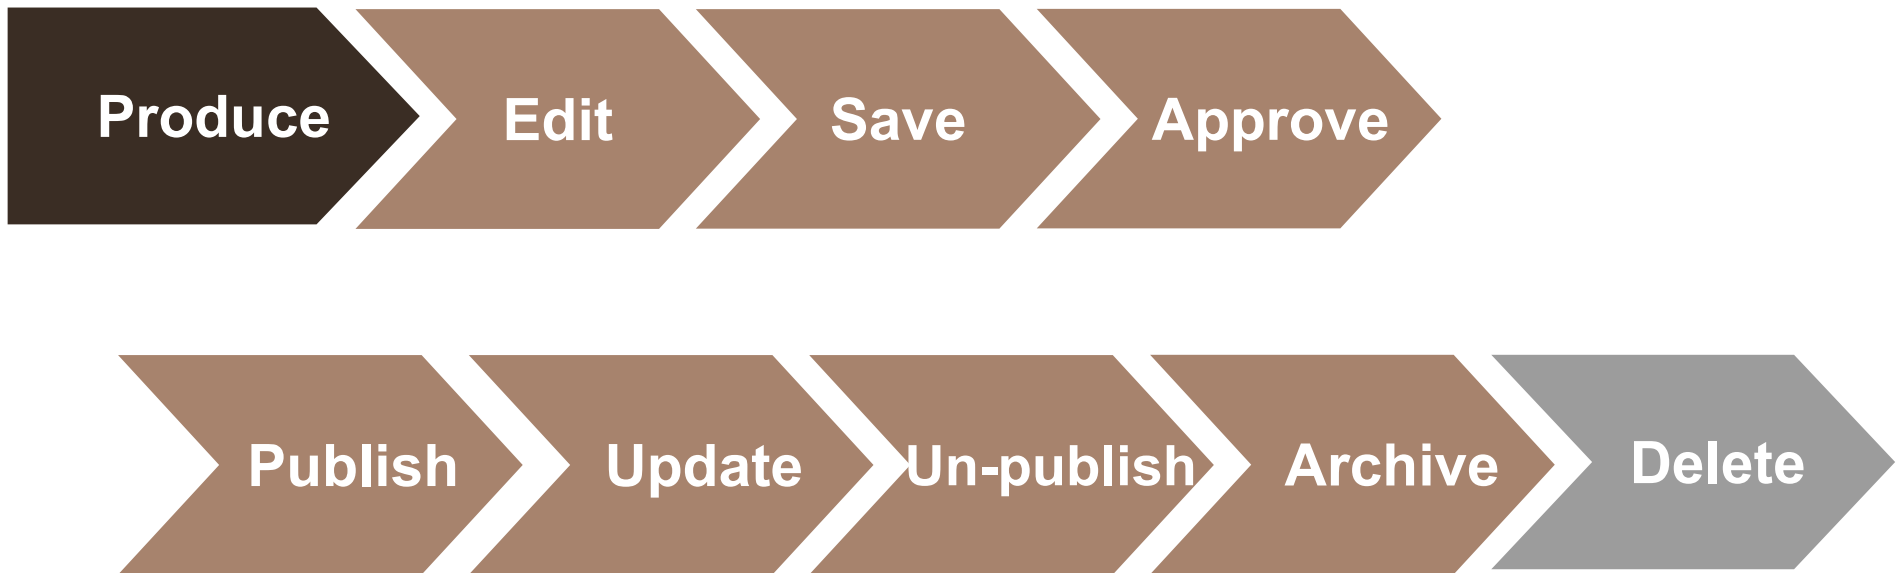 Produce Edit Save Approve
Publish Update Un-publish Archive Delete